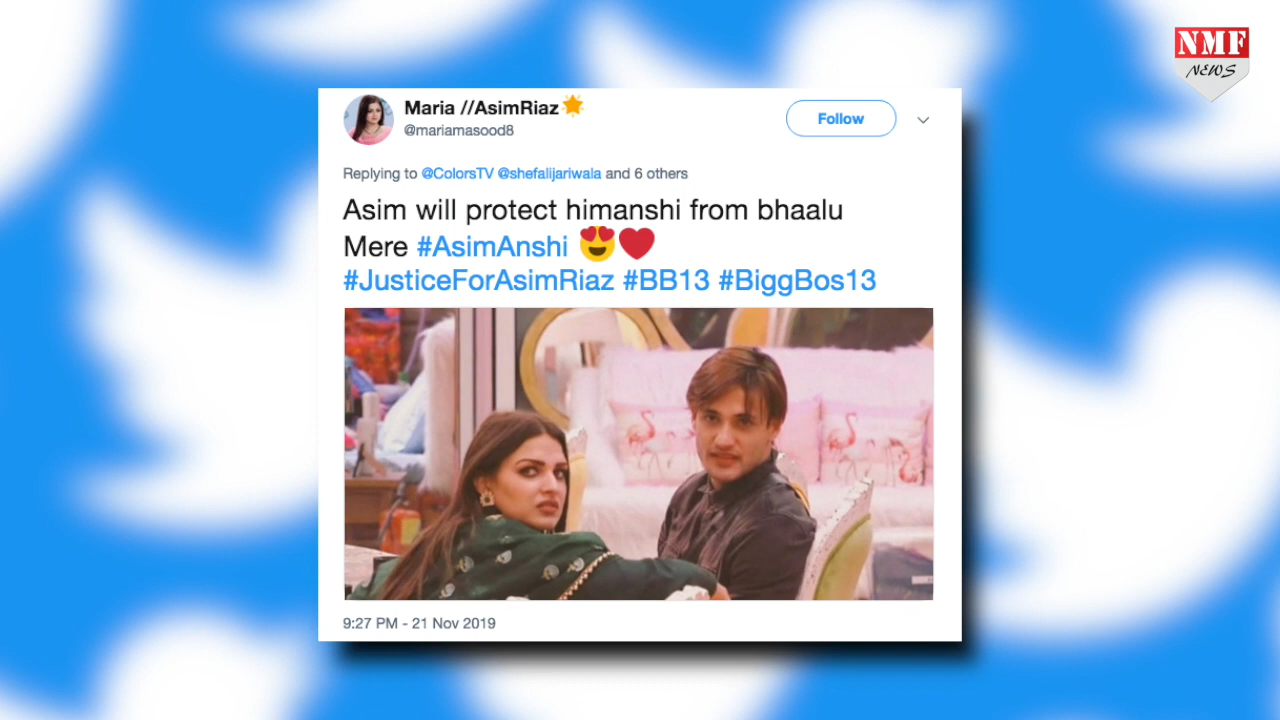 NMF
NEWS
Maria //AsimRiaz🌟
@mariamasood8
Follow
Replying to @ColorsTV @shefalijariwala and 6 others
Asim will protect himanshi from bhaalu
Mere #AsimAnshi 😍❤️
#JusticeForAsimRiaz #BB13 #BiggBos13
9:27 PM - 21 Nov 2019